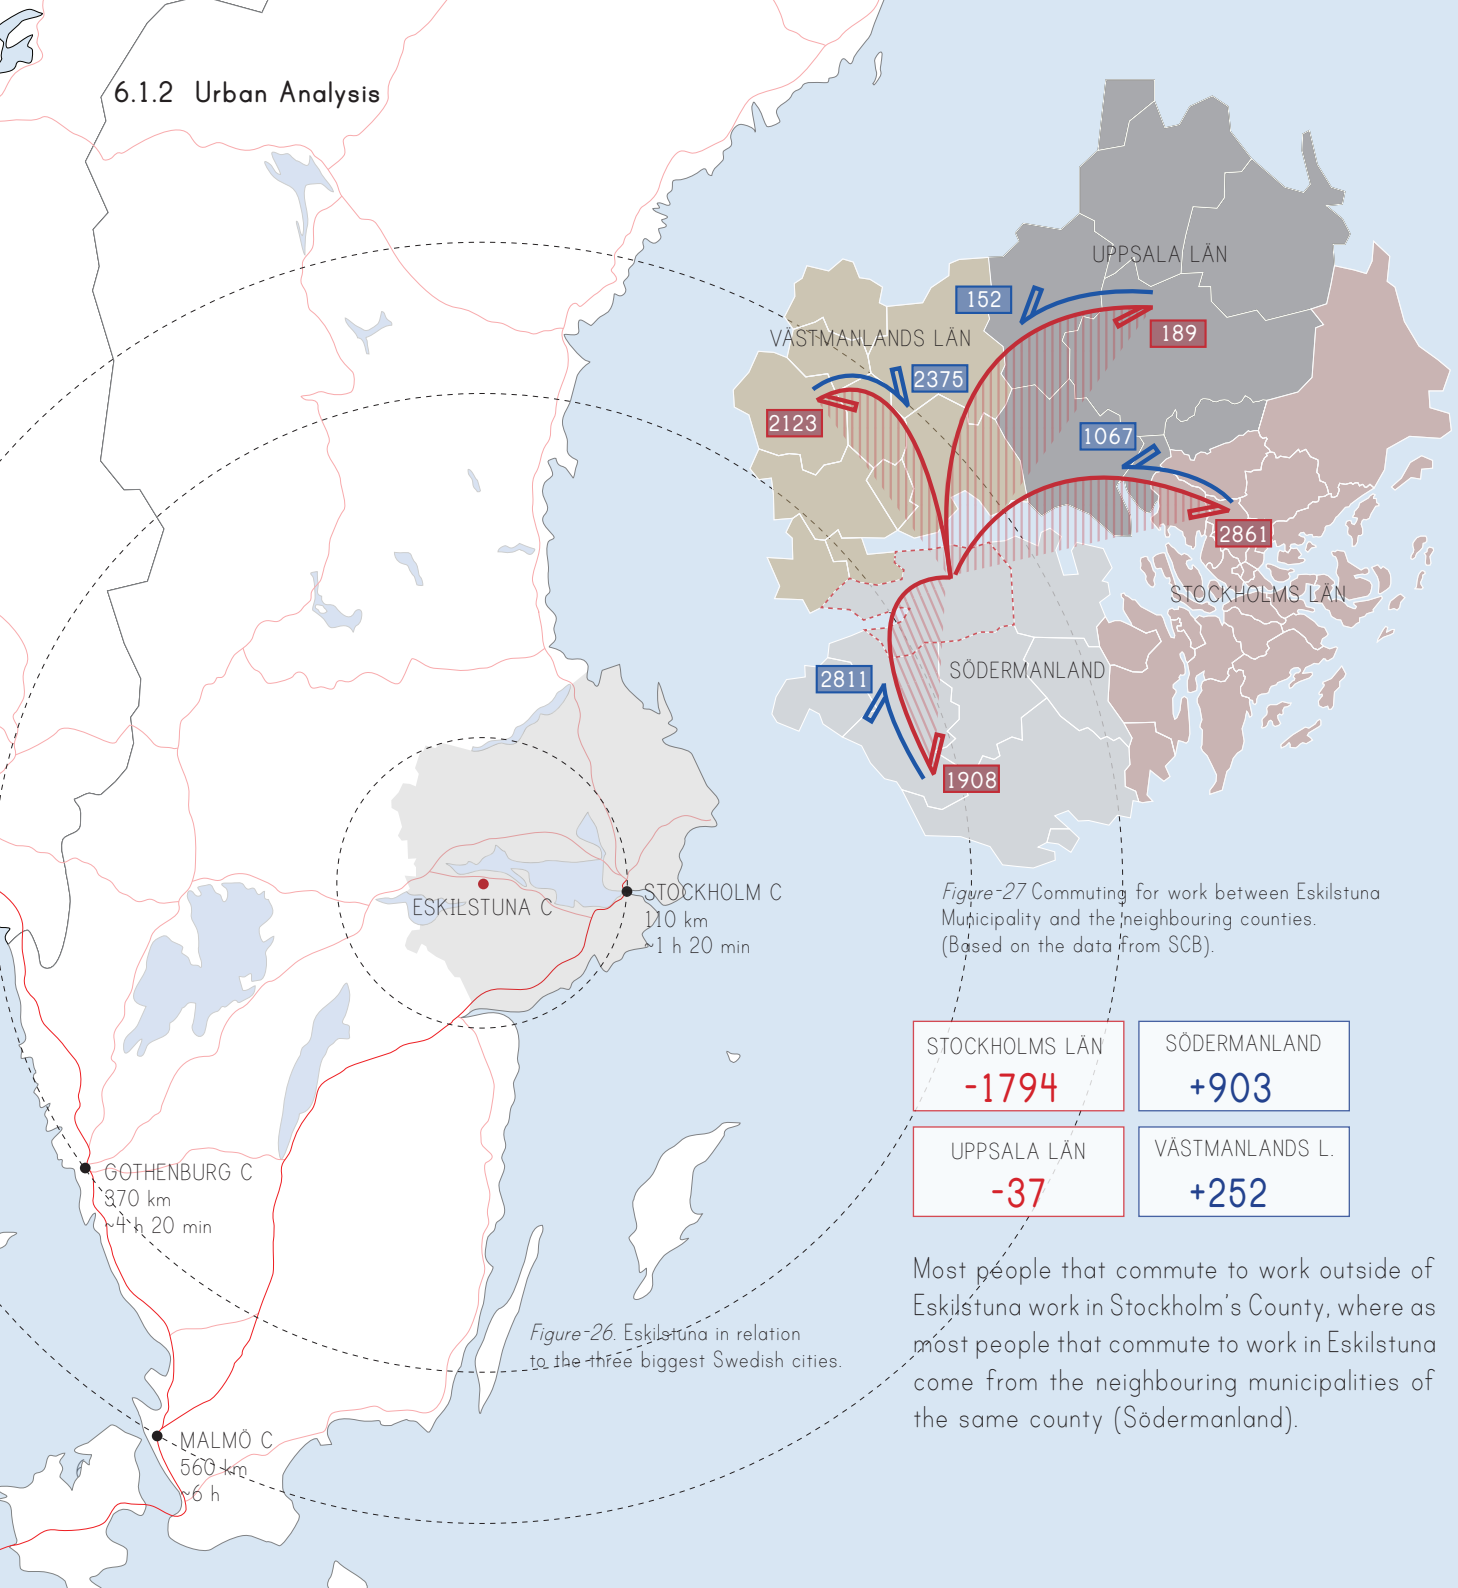 6.1.2 Urban Analysis
UPPSALA LÄN
152
189
VÄSTMANLANDS LÄN
2375
2123
1067
2861
STOCKHOLMS LÄN
SÖDERMANLAND
2811
1908
ESKILSTUNA C
STOCKHOLM C
110 km
~1 h 20 min
Figure-27 Commuting for work between Eskilstuna
Municipality and the neighbouring counties.
(Based on the data from SCB).
STOCKHOLMS LÄN
-1794
SÖDERMANLAND
+903
UPPSALA LÄN
-37
VÄSTMANLANDS L.
+252
GOTHENBURG C
370 km
~4 h 20 min
Figure-26. Eskilstuna in relation
to the three biggest Swedish cities.
MALMÖ C
560 km
~6 h
Most people that commute to work outside of
Eskilstuna work in Stockholm's County, where as
most people that commute to work in Eskilstuna
come from the neighbouring municipalities of
the same county (Södermanland).